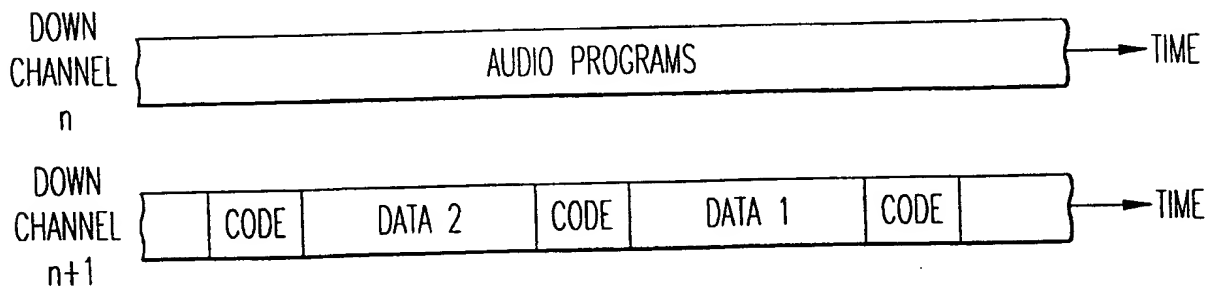 DOWN
CHANNEL
n
AUDIO PROGRAMS
TIME
DOWN
CHANNEL
n+1
CODE
DATA 2
CODE
DATA 1
CODE
TIME